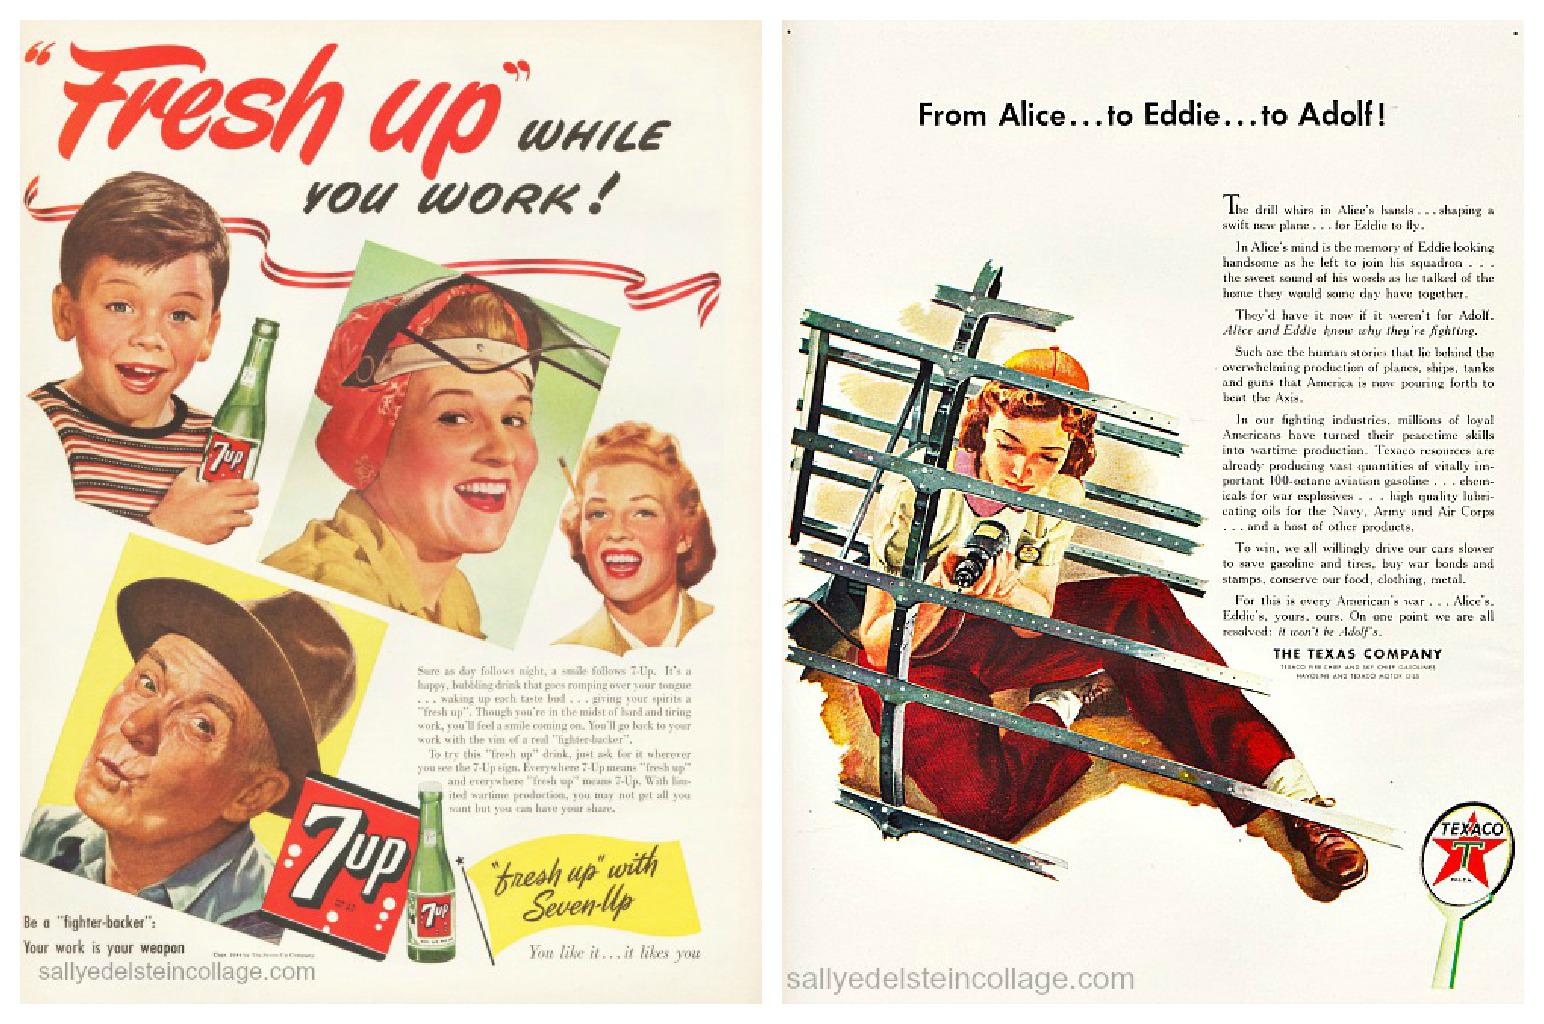 "Fresh up" WHILE
YOU WORK!
7up
Sure as day follows night, a smile follows 7-Up. It's a
happy, bubbling drink that goes romping over your tongue
... waking up each taste bud ... giving your spirits a
"fresh up". Though you're in the midst of hard and tiring
work, you'll feel a smile coming on. You'll go back to your
work with the vim of a real "fighter-backer".
To try this "fresh up" drink, just ask for it wherever
you see the 7-Up sign. Everywhere 7-Up means "fresh up"
and everywhere "fresh up" means 7-Up. With lim-
ited wartime production, you may not get all you
want but you can have your share.
7up
7up
"fresh up" with
Seven-Up
You like it...it likes you
Be a "fighter-backer":
Your work is your weapon
sallyedelsteincollage.com
From Alice...to Eddie...to Adolf!
The drill whirs in Alice's hands ... shaping a
swift new plane ... for Eddie to fly.
In Alice's mind is the memory of Eddie looking
handsome as he left to join his squadron . . .
the sweet sound of his words as he talked of the
home they would some day have together.
They'd have it now if it weren't for Adolf.
Alice and Eddie know why they're fighting.
Such are the human stories that lie behind the
overwhelming production of planes, ships, tanks
and guns that America is now pouring forth to
beat the Axis.
In our fighting industries, millions of loyal
Americans have turned their peacetime skills
into wartime production. Texaco resources are
already producing vast quantities of vitally im-
portant 100-octane aviation gasoline . . . chem-
icals for war explosives . . . high quality lubri-
cating oils for the Navy, Army and Air Corps
. . . and a host of other products.
To win, we all willingly drive our cars slower
to save gasoline and tires, buy war bonds and
stamps, conserve our food, clothing, metal.
For this is every American's war . . . Alice's,
Eddie's, yours, ours. On one point we are all
resolved: it won't be Adolf's.
THE TEXAS COMPANY
TEXACO FIRE CHIEF AND SKY CHIEF GASOLINES
HAVOLINE AND TEXACO MOTOR OILS
TEXACO
T
sallyedelsteincollage.com